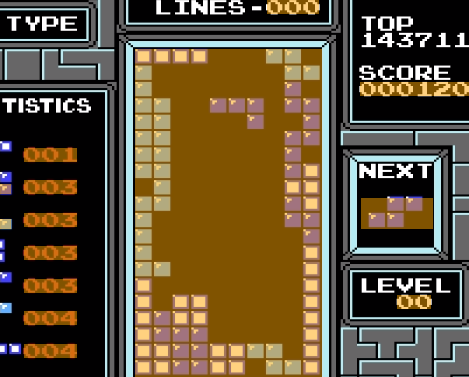 LINES-000
TYPE
TOP
143711
SCORE
000120
TISTICS
001
003
003
003
003
004
004
NEXT
LEVEL
00